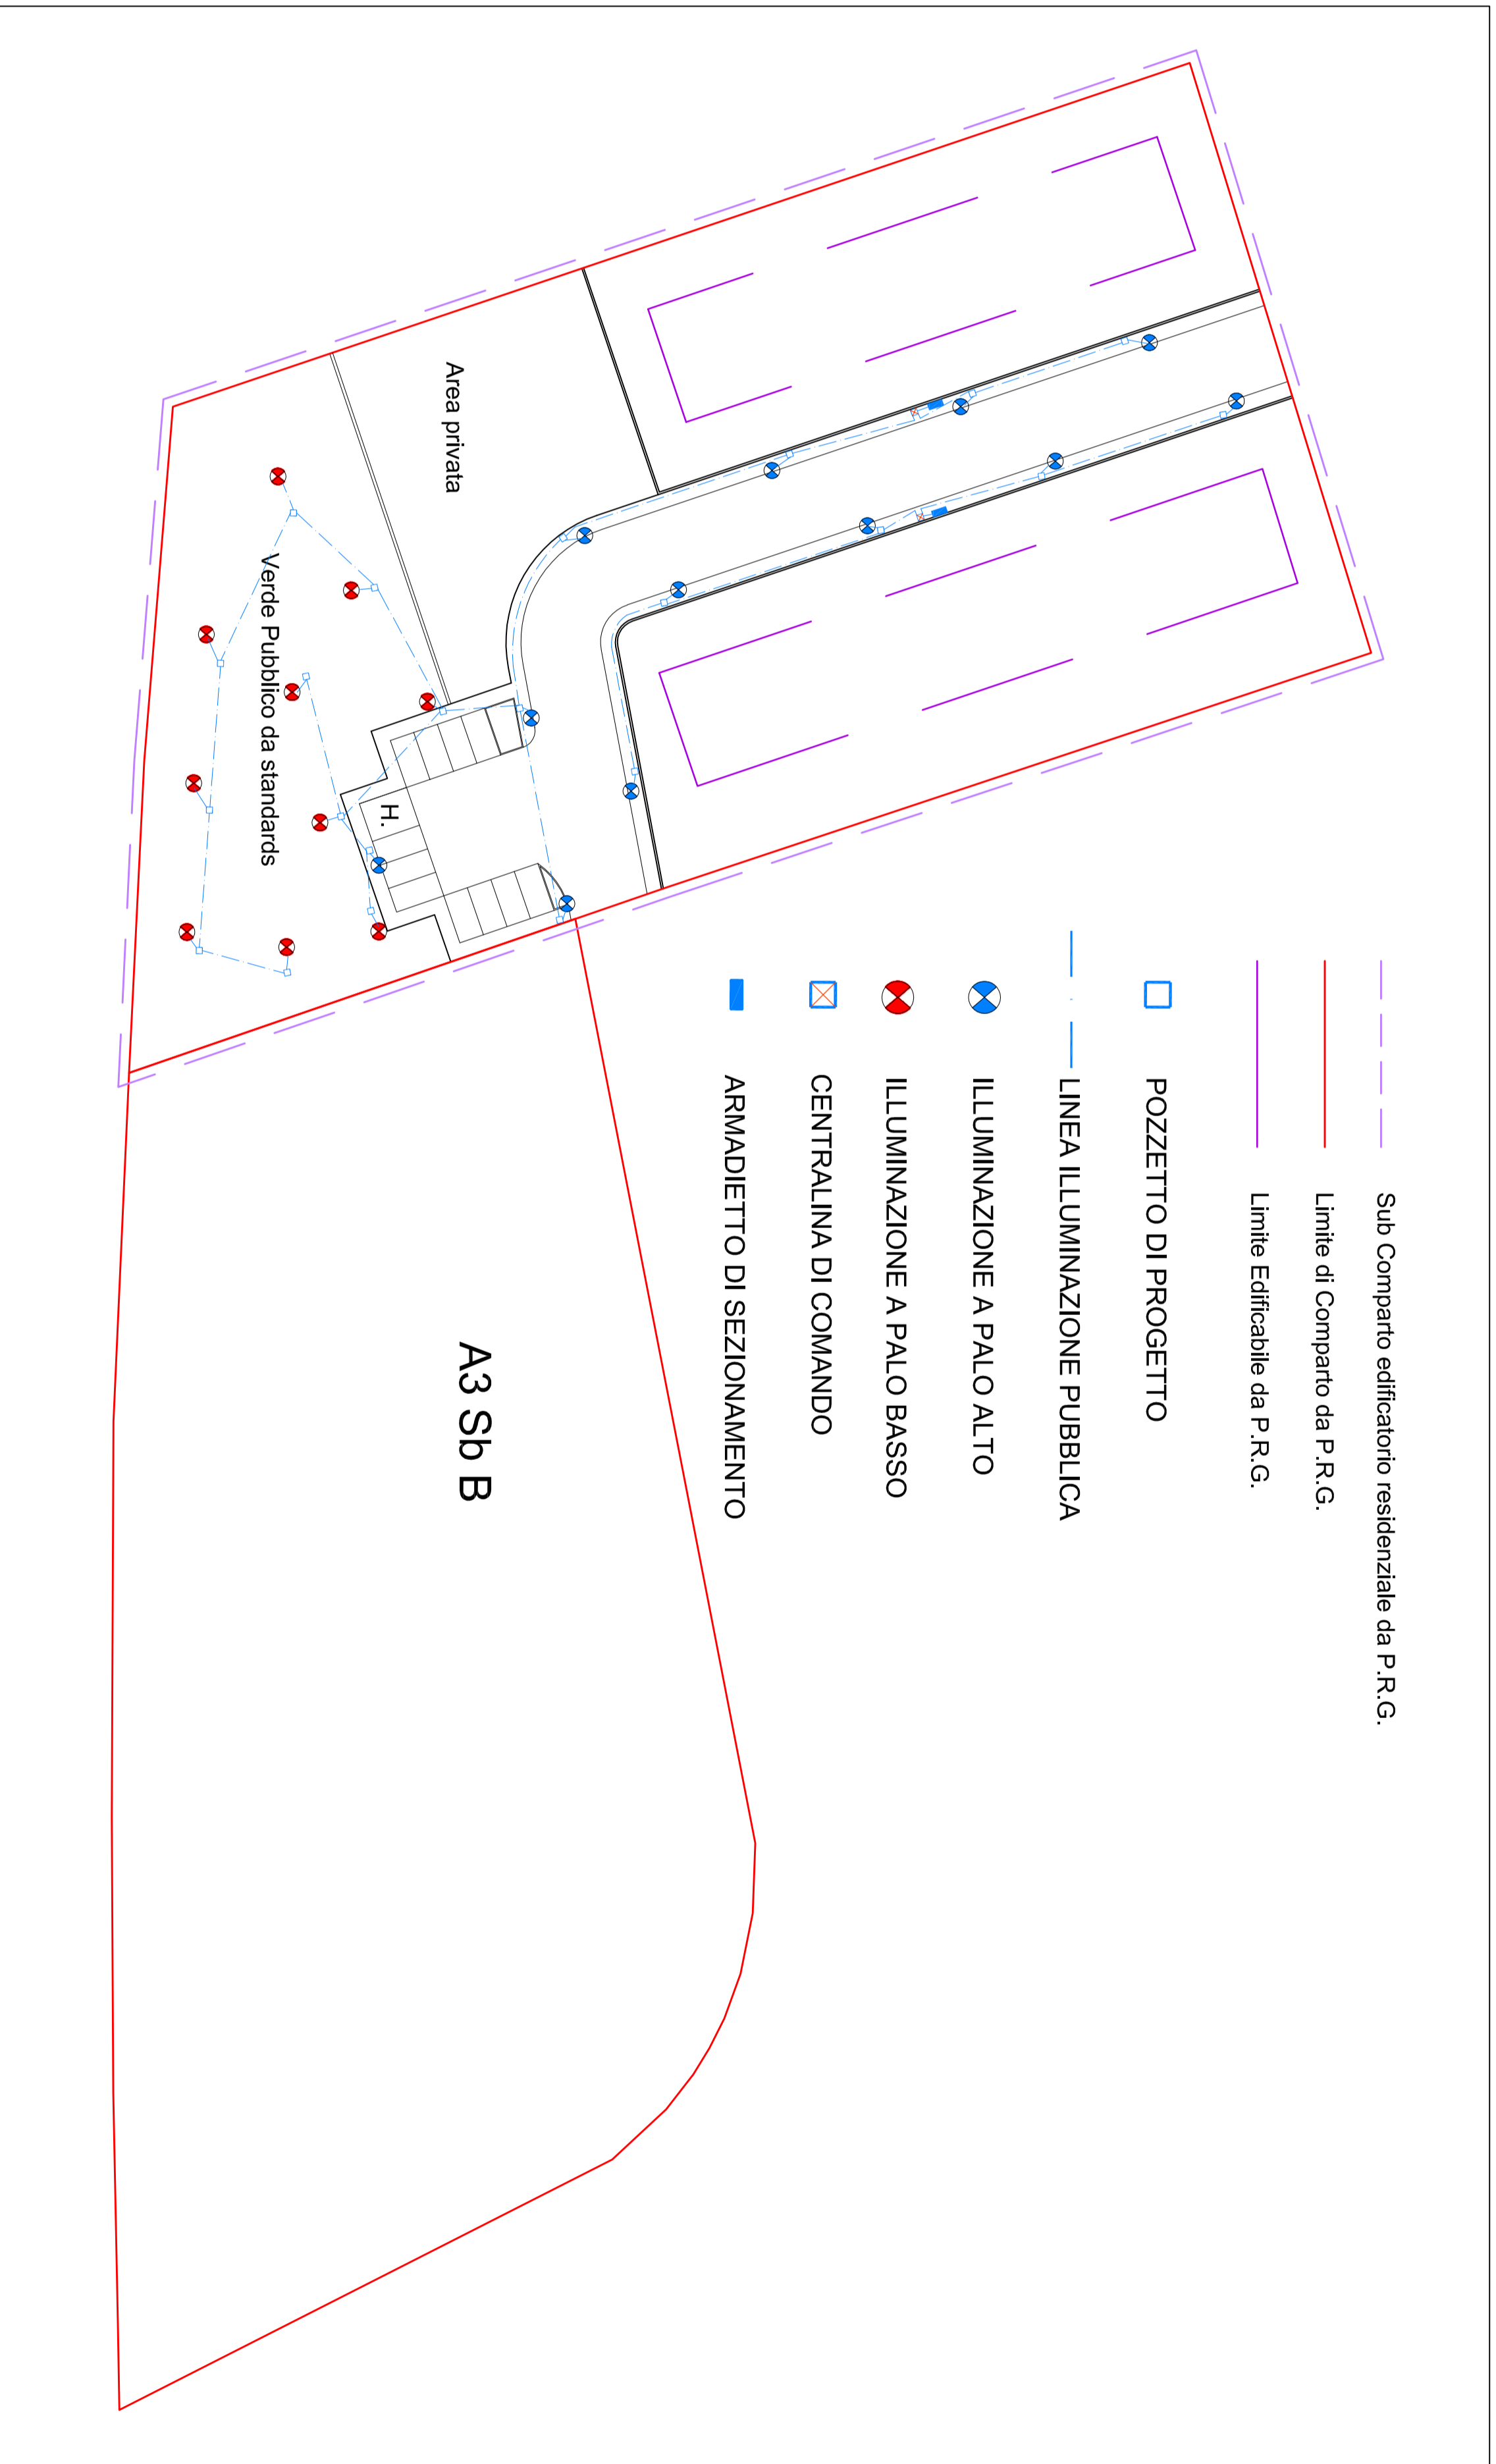 Area privata
Verde Pubblico da standards
H.
Sub Comparto edificatorio residenziale da P.R.G.
Limite di Comparto da P.R.G.
Limite Edificabile da P.R.G.
POZZETTO DI PROGETTO
LINEA ILLUMINAZIONE PUBBLICA
ILLUMINAZIONE A PALO ALTO
ILLUMINAZIONE A PALO BASSO
CENTRALINA DI COMANDO
ARMADIETTO DI SEZIONAMENTO
A3 Sb B